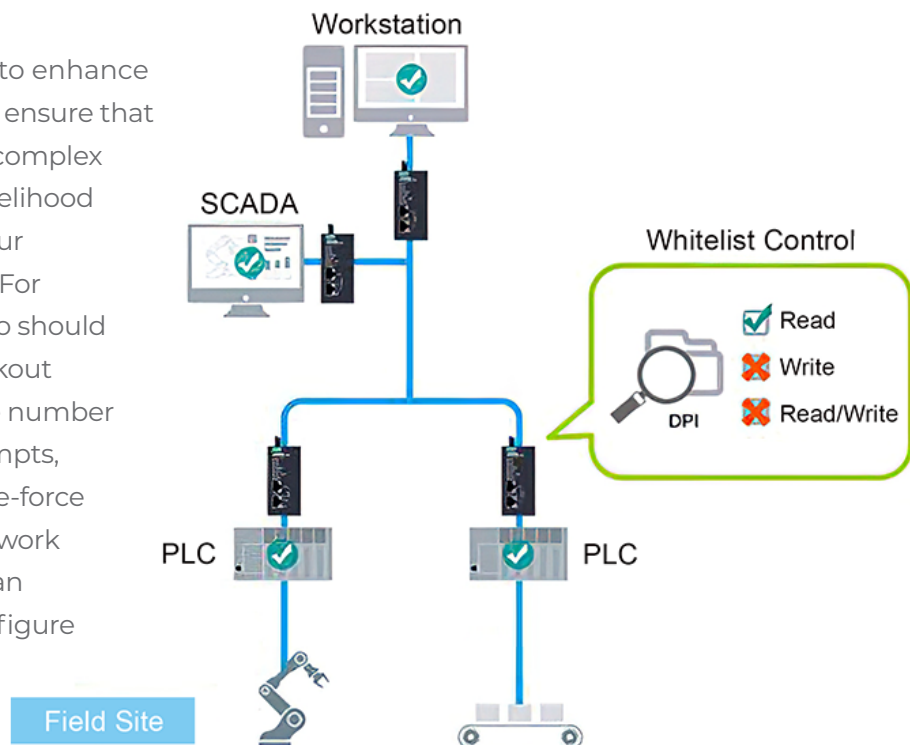 to enhance
ensure that
complex
elihood
ur
For
o should
kout
number
mpts,
e-force
work
an
figure
Workstation
SCADA
Whitelist Control
DPI
Read
Write
Read/Write
PLC
PLC
Field Site